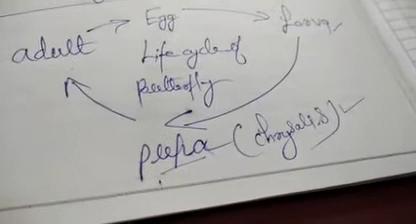 Egg
Larva
adult
Life cycle of
Butterfly
pupa (chrysalis)